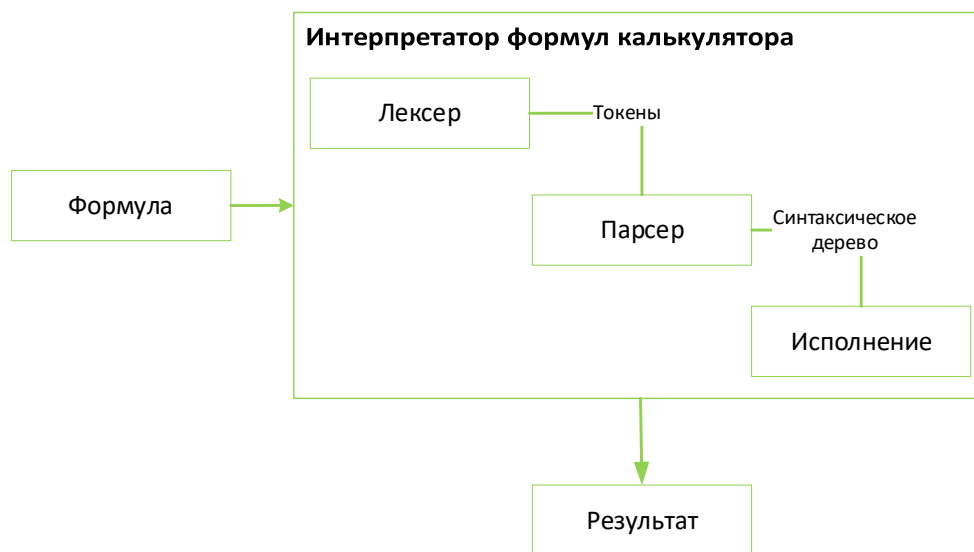 Интерпретатор формул калькулятора
Лексер
Токены
Формула
Парсер
Синтаксическое
дерево
Исполнение
Результат